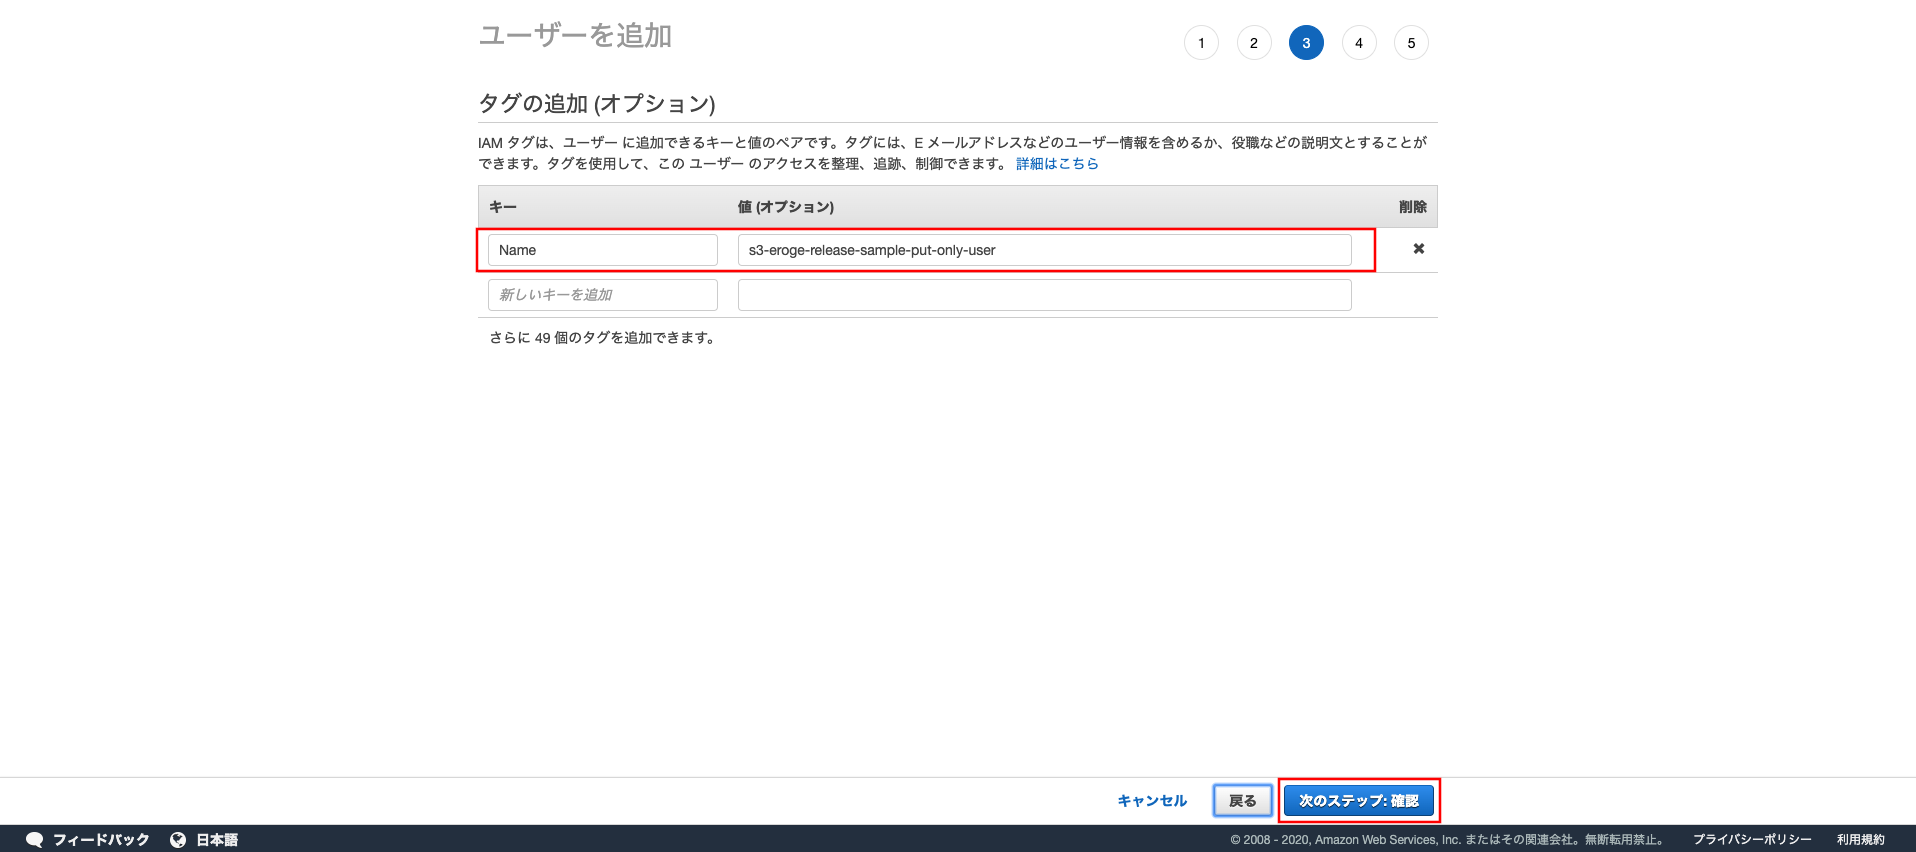 ユーザーを追加
1 2 3 4 5
タグの追加 (オプション)
IAM タグは、ユーザー に追加できるキーと値のペアです。タグには、E メールアドレスなどのユーザー情報を含めるか、役職などの説明文とすることが
できます。タグを使用して、この ユーザー のアクセスを整理、追跡、制御できます。 詳細はこちら
キー 値 (オプション) 削除
Name s3-eroge-release-sample-put-only-user ✖
新しいキーを追加
さらに 49 個のタグを追加できます。
キャンセル 戻る 次のステップ: 確認
フィードバック 日本語 © 2008 - 2020, Amazon Web Services, Inc. またはその関連会社。無断転用禁止。 プライバシーポリシー 利用規約